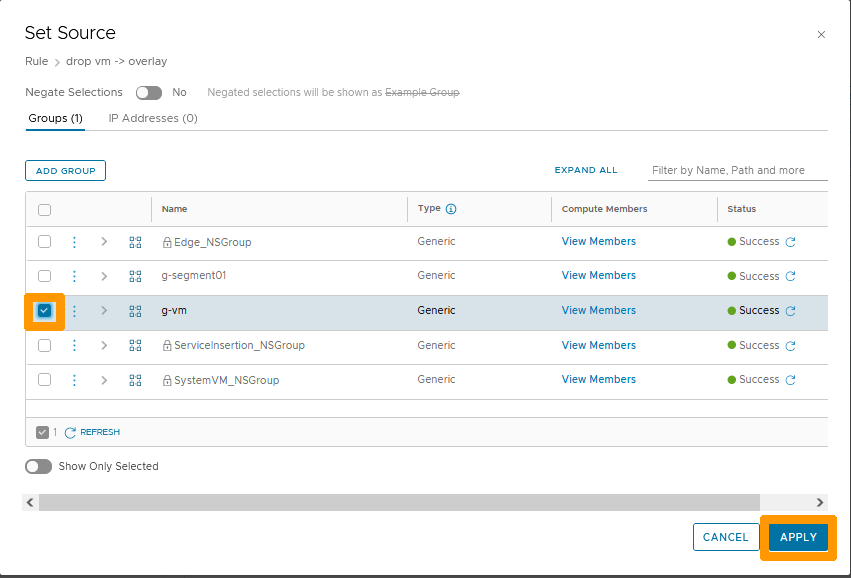 Set Source
Rule > drop vm -> overlay
Negate Selections No Negated selections will be shown as Example Group
Groups (1) IP Addresses (0)
ADD GROUP EXPAND ALL Filter by Name, Path and more
Name Type Compute Members Status
Edge_NSGroup Generic View Members Success
g-segment01 Generic View Members Success
g-vm Generic View Members Success
ServiceInsertion_NSGroup Generic View Members Success
SystemVM_NSGroup Generic View Members Success
1 REFRESH
Show Only Selected
CANCEL APPLY